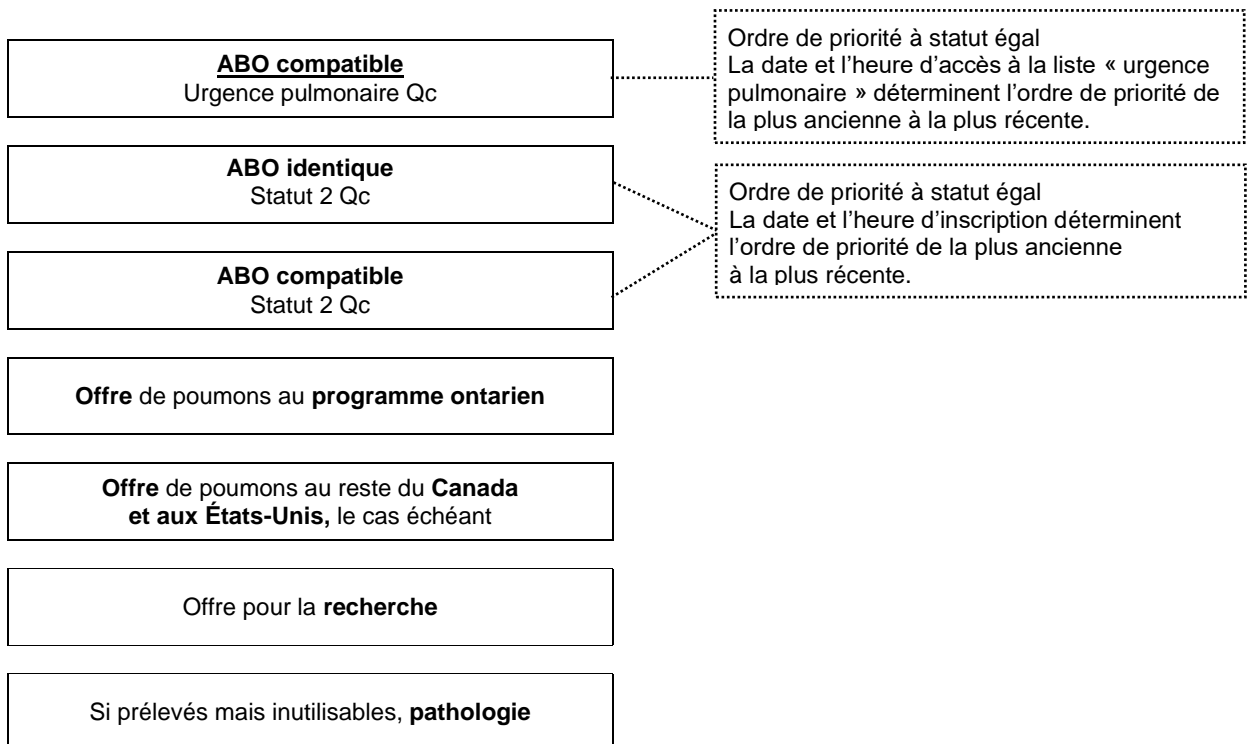 ABO compatible
Urgence pulmonaire Qc
Ordre de priorité à statut égal
La date et l’heure d’accès à la liste « urgence
pulmonaire » déterminent l’ordre de priorité de
la plus ancienne à la plus récente.
ABO identique
Statut 2 Qc
Ordre de priorité à statut égal
La date et l’heure d’inscription déterminent
l’ordre de priorité de la plus ancienne
à la plus récente.
ABO compatible
Statut 2 Qc
Offre de poumons au programme ontarien
Offre de poumons au reste du Canada
et aux États-Unis, le cas échéant
Offre pour la recherche
Si prélevés mais inutilisables, pathologie